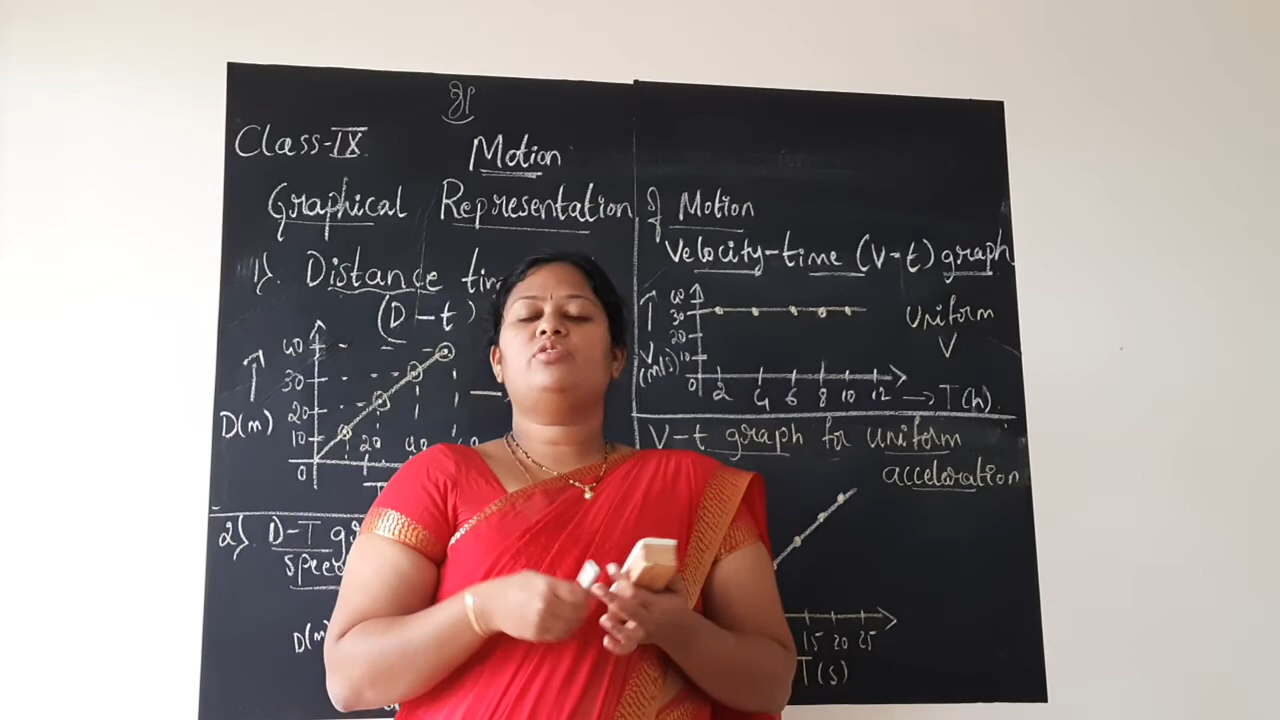 Class-IX
Motion
Graphical Representation of Motion
1). Distance
(D-t)
40
30
20
10
0
D(m)
20 40
2). D-T
D(m)
Velocity-time (V-t) graph
40
30
20
10
0
V
(m/s)
2 4 6 8 10 12
T(h)
Uniform
V
V-t graph for uniform
acceleration
15 20 25
T(s)